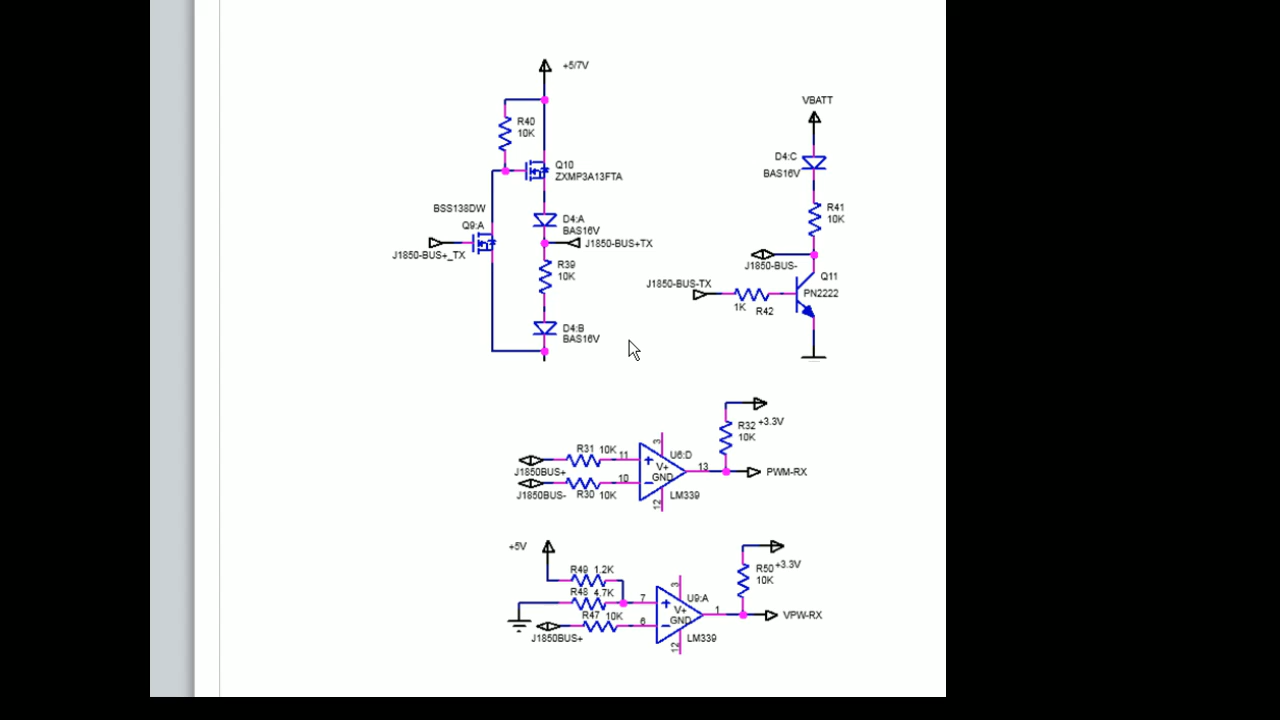 +5/7V
R40
10K
Q10
ZXMP3A13FTA
BSS138DW
Q9:A
J1850-BUS+_TX
D4:A
BAS16V
J1850-BUS+TX
R39
10K
D4:B
BAS16V
VBATT
D4:C
BAS16V
R41
10K
J1850-BUS-
Q11
PN2222
J1850-BUS-TX
1K R42
R32 +3.3V
10K
R31 10K 11
J1850BUS+
10
J1850BUS-
R30 10K
3
U6:D
+
V+
GND
-
12
LM339
13
PWM-RX
+5V
R49 1.2K
R48 4.7K
R47 10K
J1850BUS+
7
6
3
U9:A
+
V+
GND
-
12
LM339
1
R50 +3.3V
10K
VPW-RX